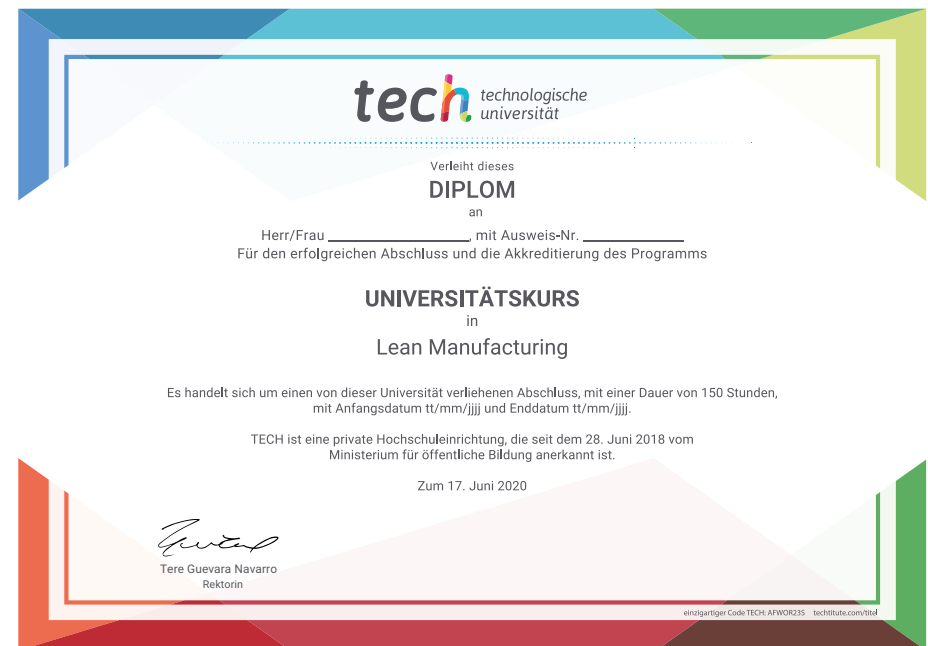 tech technologische
universität
Verleiht dieses
DIPLOM
an
Herr/Frau ____________________, mit Ausweis-Nr. ______________
Für den erfolgreichen Abschluss und die Akkreditierung des Programms
UNIVERSITÄTSKURS
in
Lean Manufacturing
Es handelt sich um einen von dieser Universität verliehenen Abschluss, mit einer Dauer von 150 Stunden,
mit Anfangsdatum tt/mm/jjjj und Enddatum tt/mm/jjjj.
TECH ist eine private Hochschuleinrichtung, die seit dem 28. Juni 2018 vom
Ministerium für öffentliche Bildung anerkannt ist.
Zum 17. Juni 2020
Tere Guevara Navarro
Rektorin
einzigartiger Code TECH: AFWOR23S techtitute.com/titel